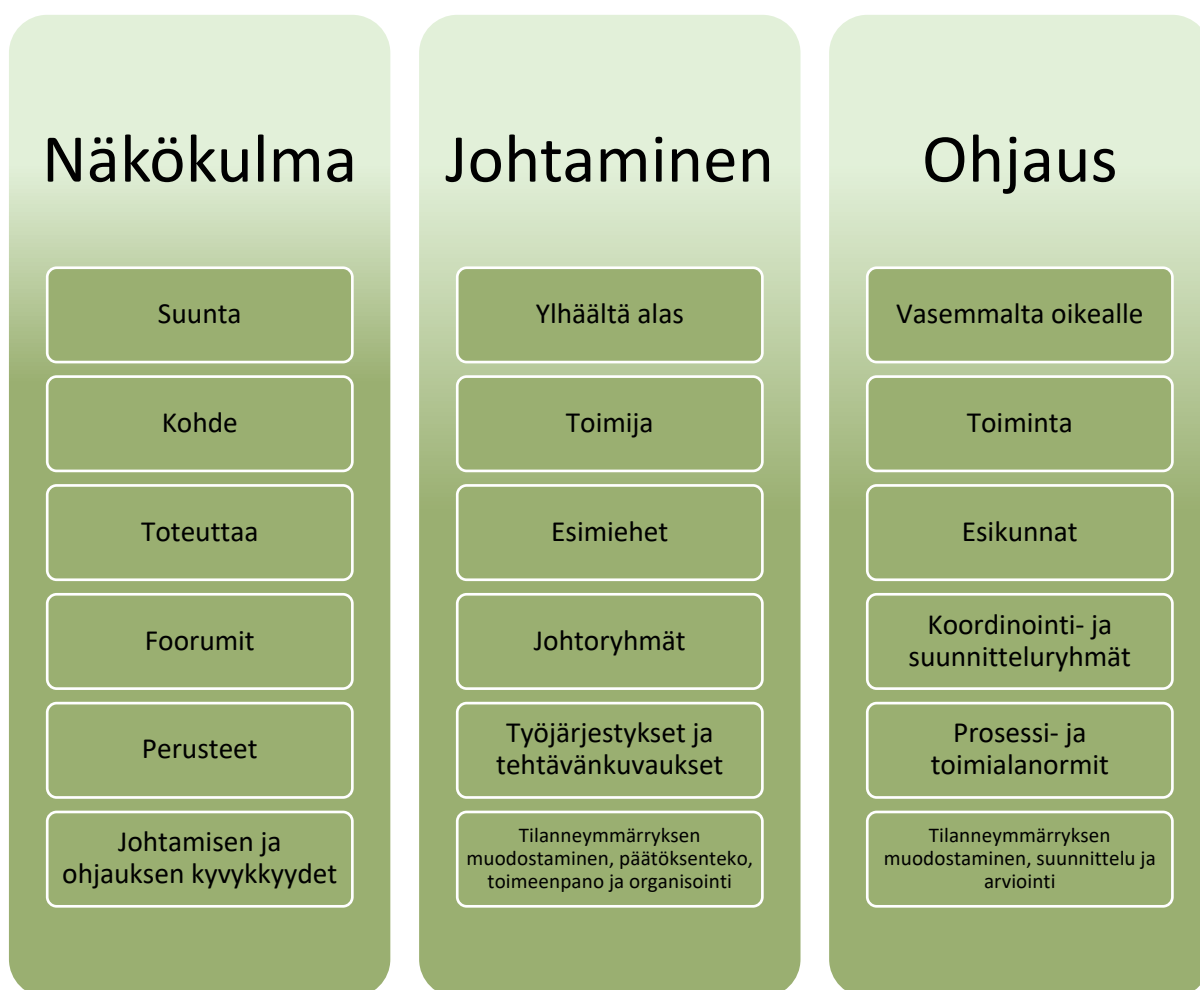 Näkökulma
Suunta
Kohde
Toteuttaa
Foorumit
Perusteet
Johtamisen ja
ohjauksen kyvykkyydet
Johtaminen
Ylhäältä alas
Toimija
Esimiehet
Johtoryhmät
Työjärjestykset ja
tehtävänkuvaukset
Tilanneymmärryksen
muodostaminen, päätöksenteko,
toimeenpano ja organisointi
Ohjaus
Vasemmalta oikealle
Toiminta
Esikunnat
Koordinointi- ja
suunnitteluryhmät
Prosessi- ja
toimialanormit
Tilanneymmärryksen
muodostaminen, suunnittelu ja
arviointi